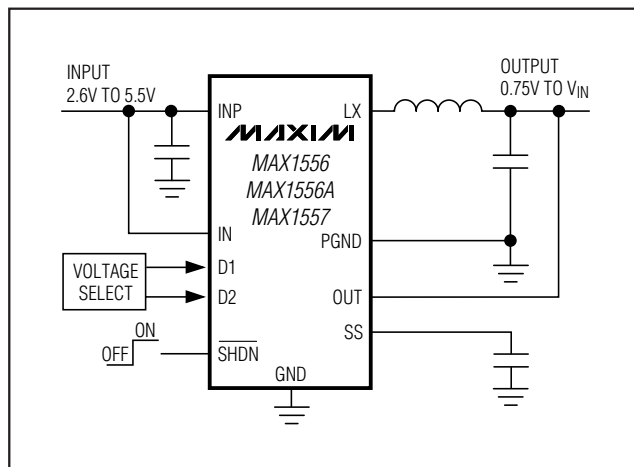 INPUT
2.6V TO 5.5V
OUTPUT
0.75V TO VIN
INP
LX
MAXIM
MAX1556
MAX1556A
MAX1557
IN
PGND
VOLTAGE
SELECT
D1
D2
OUT
SS
ON
OFF
SHDN
GND